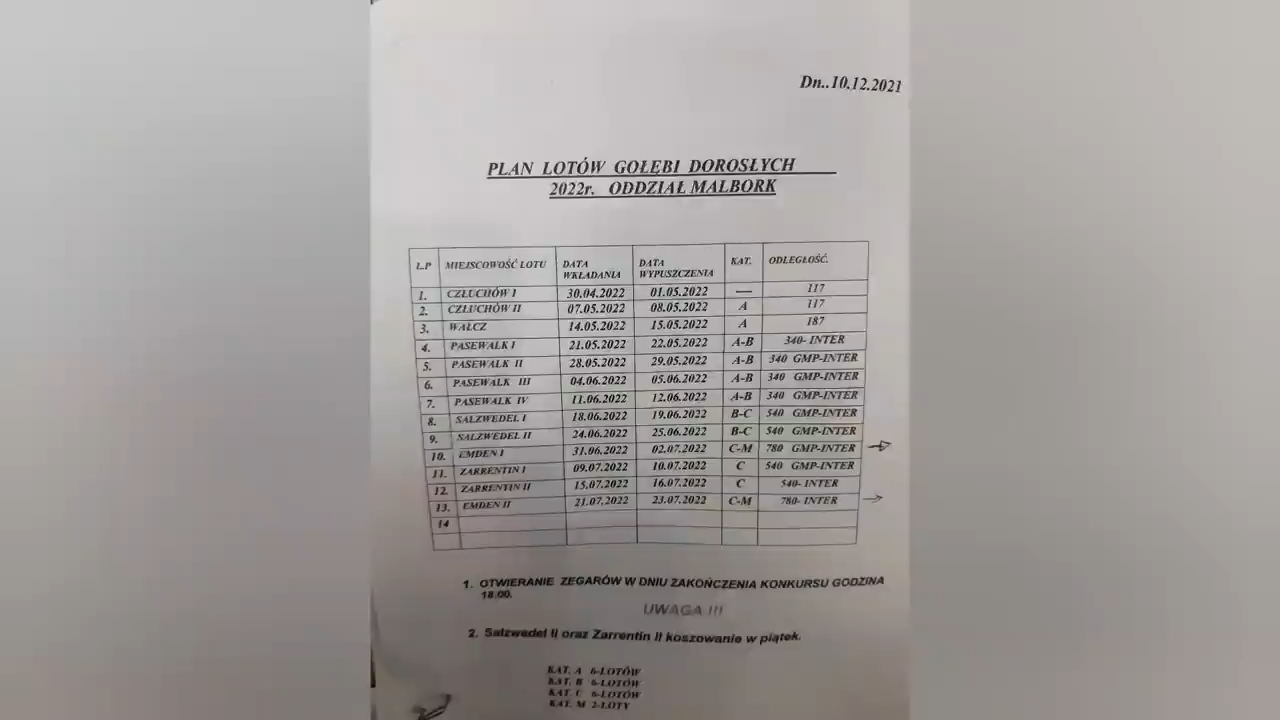 Dn..10.12.2021
PLAN LOTÓW GOŁĘBI DOROSŁYCH
2022r. ODDZIAŁ MALBORK
Ł.P MIEJSCOWOŚĆ LOTU DATA WKŁADANIA DATA WYPUSZCZENIA KAT. ODLEGŁOŚĆ.
1. CZŁUCHÓW I 30.04.2022 01.05.2022 — 117
2. CZŁUCHÓW II 07.05.2022 08.05.2022 A 117
3. WAŁCZ 14.05.2022 15.05.2022 A 187
4. PASEWALK I 21.05.2022 22.05.2022 A-B 340- INTER
5. PASEWALK II 28.05.2022 29.05.2022 A-B 340 GMP-INTER
6. PASEWALK III 04.06.2022 05.06.2022 A-B 340 GMP-INTER
7. PASEWALK IV 11.06.2022 12.06.2022 A-B 340 GMP-INTER
8. SALZWEDEL I 18.06.2022 19.06.2022 B-C 540 GMP-INTER
9. SALZWEDEL II 24.06.2022 25.06.2022 B-C 540 GMP-INTER
10. EMDEN I 31.06.2022 02.07.2022 C-M 780 GMP-INTER
11. ZARRENTIN I 09.07.2022 10.07.2022 C 540 GMP-INTER
12. ZARRENTIN II 15.07.2022 16.07.2022 C 540- INTER
13. EMDEN II 21.07.2022 23.07.2022 C-M 780- INTER
14
1. OTWIERANIE ZEGARÓW W DNIU ZAKOŃCZENIA KONKURSU GODZINA
18.00.
UWAGA !!!
2. Salzwedel II oraz Zarrentin II koszowanie w piątek.
KAT. A 6-LOTÓW
KAT. B 6-LOTÓW
KAT. C 6-LOTÓW
KAT. M 2-LOTY